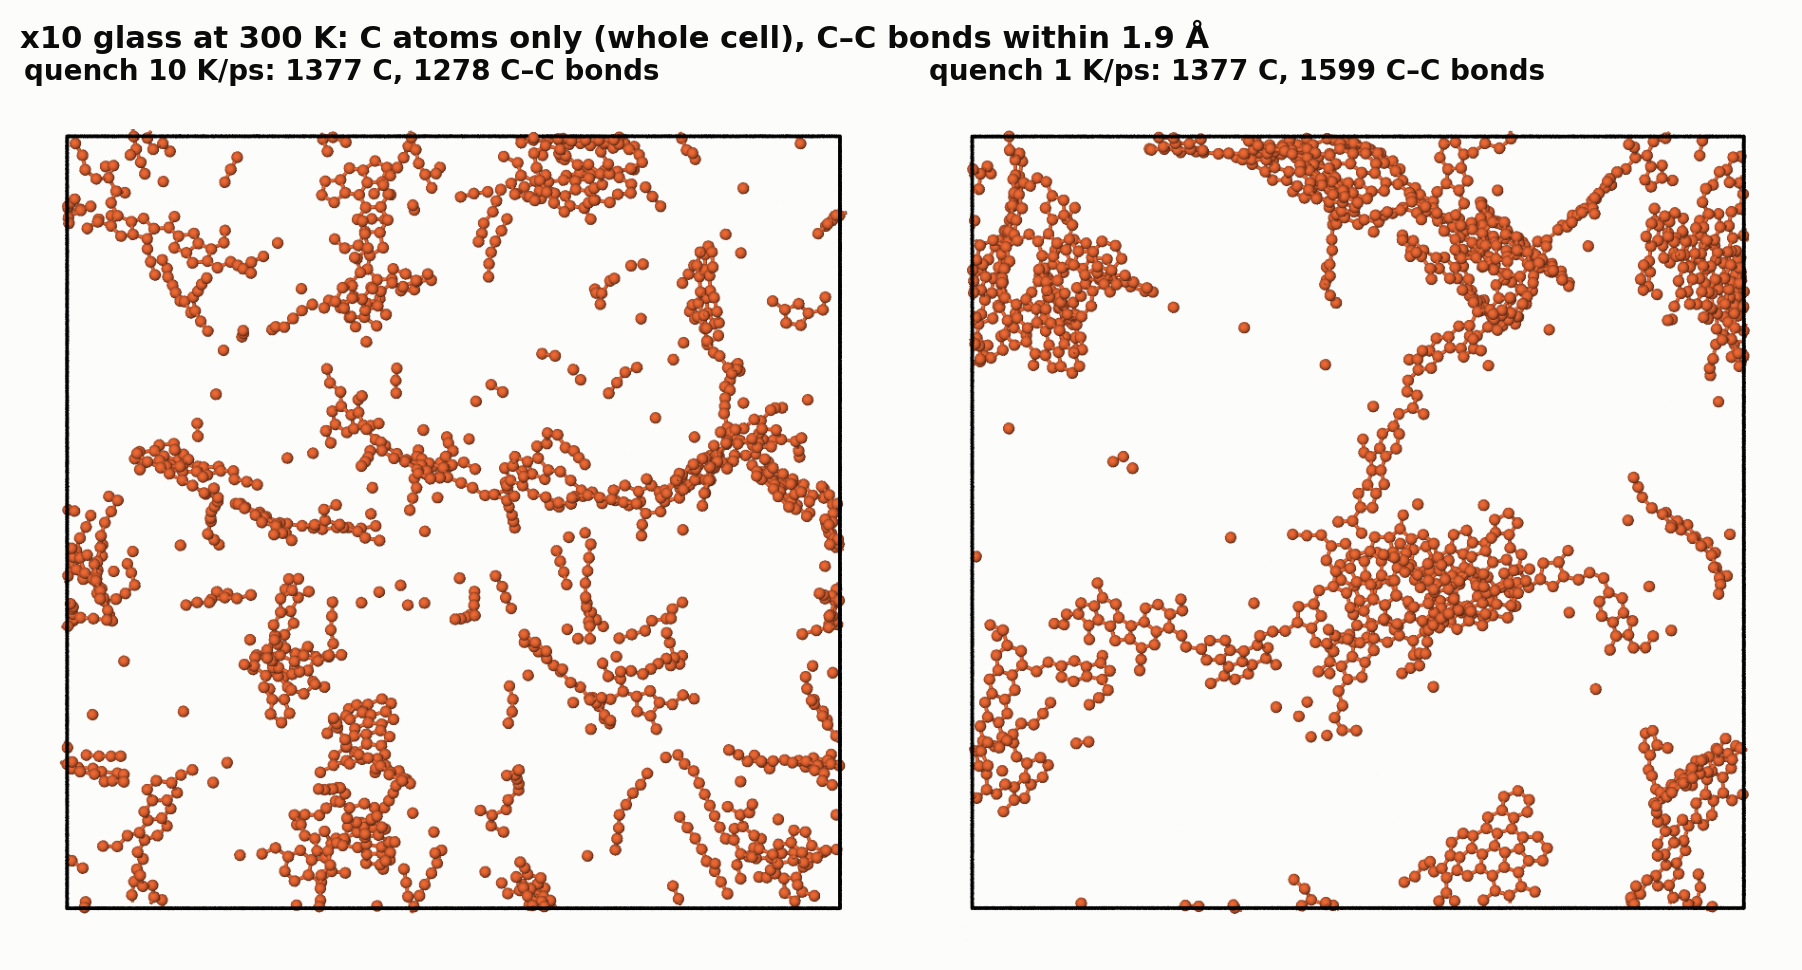 x10 glass at 300 K: C atoms only (whole cell), C–C bonds within 1.9 Å
quench 10 K/ps: 1377 C, 1278 C–C bonds
quench 1 K/ps: 1377 C, 1599 C–C bonds